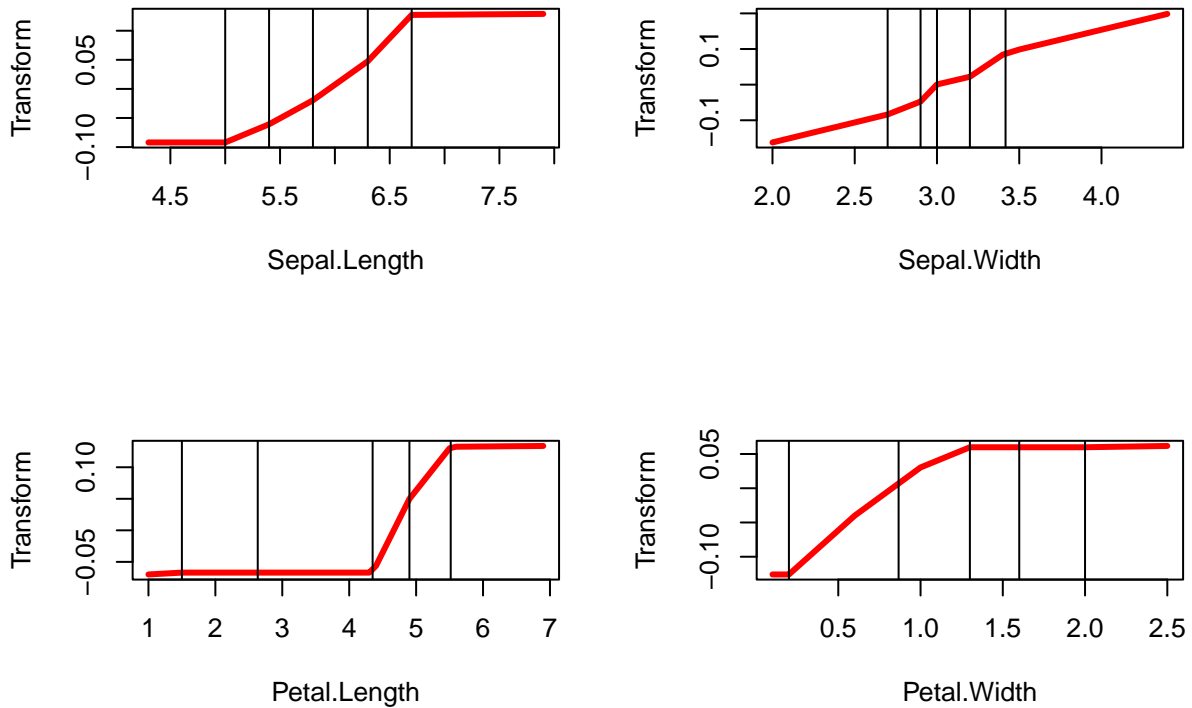 Transform
0.05
−0.10
4.5 5.5 6.5 7.5
Sepal.Length
Transform
0.1
−0.1
2.0 2.5 3.0 3.5 4.0
Sepal.Width
Transform
0.10
−0.05
1 2 3 4 5 6 7
Petal.Length
Transform
0.05
−0.10
0.5 1.0 1.5 2.0 2.5
Petal.Width